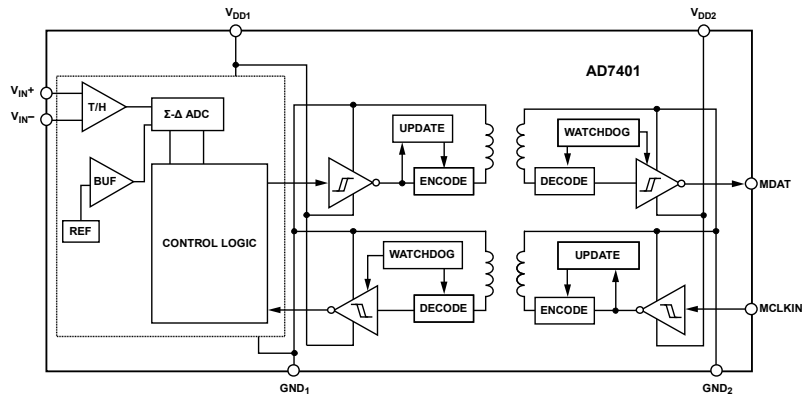 VDD1
VDD2
AD7401
VIN+
VIN–
T/H
Σ-Δ ADC
UPDATE
WATCHDOG
BUF
ENCODE
DECODE
MDAT
REF
CONTROL LOGIC
WATCHDOG
UPDATE
DECODE
ENCODE
MCLKIN
GND1
GND2